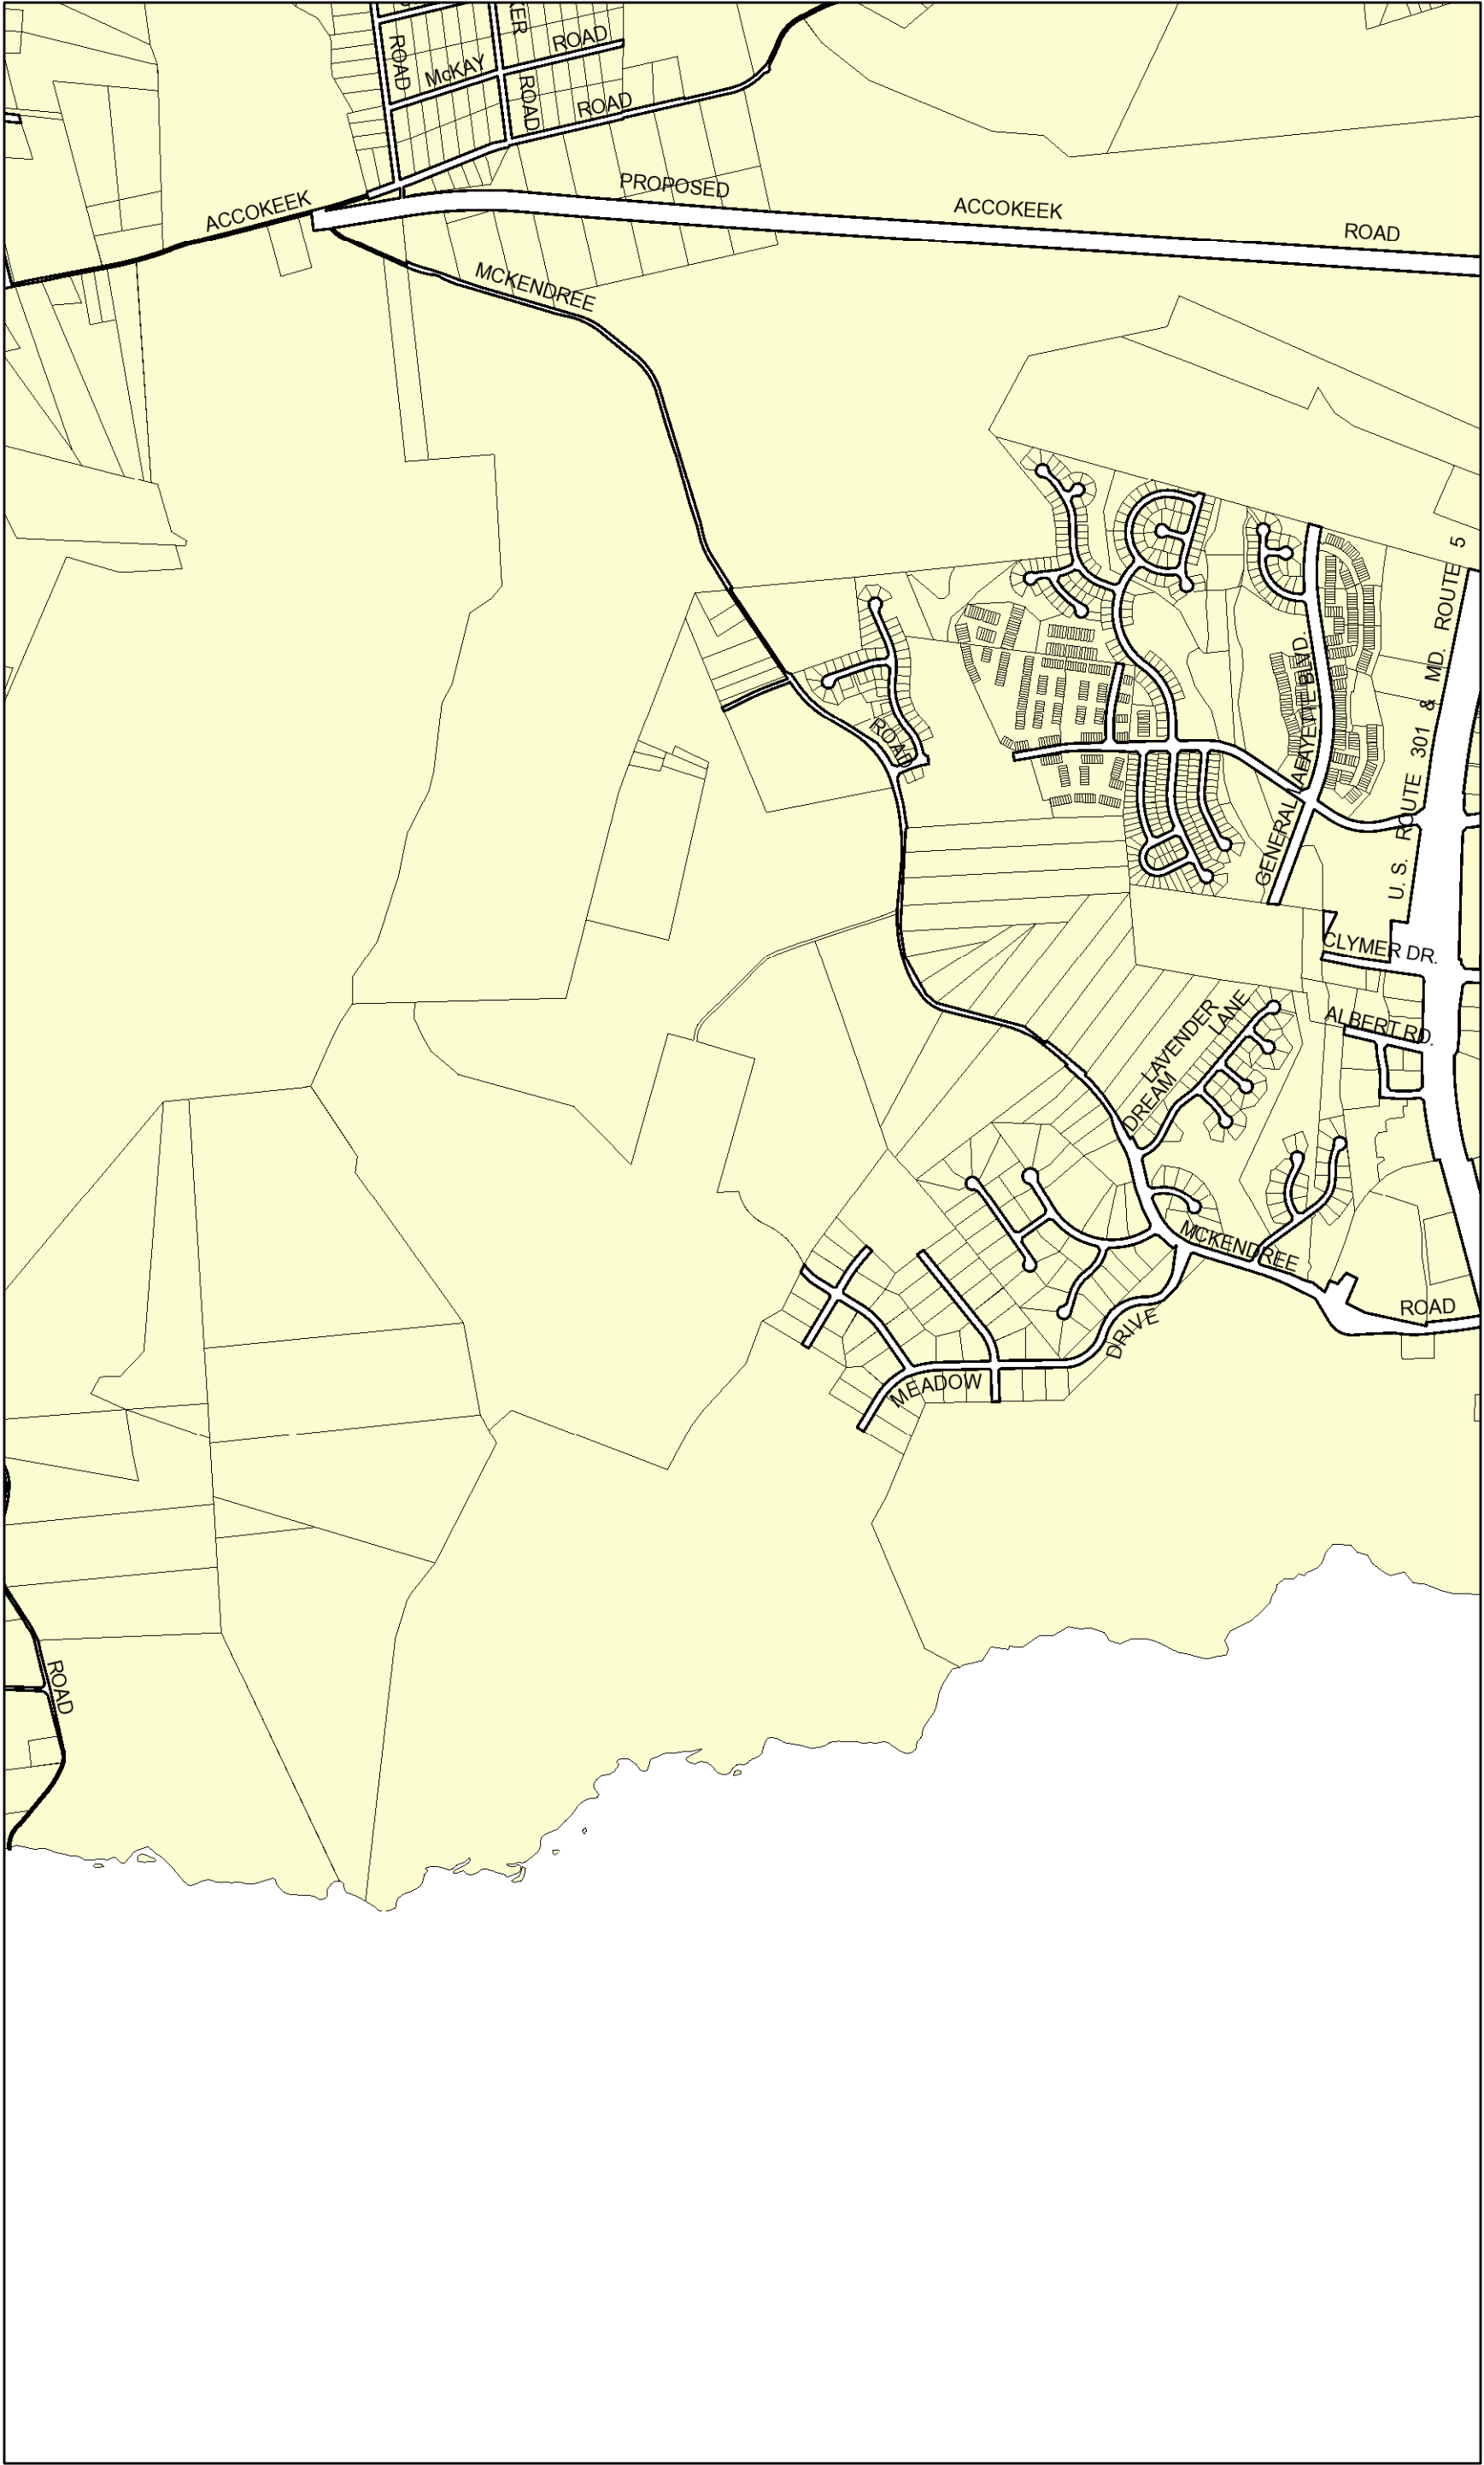 ROAD
McKAY
ROAD
ROAD
ROAD
PROPOSED
ACCOKEEK
ACCOKEEK
ROAD
MCKENDREE
ROAD
GENERAL LAFAYETTE BLVD.
U. S. ROUTE 301 & MD. ROUTE 5
CLYMER DR.
ALBERT RD.
LAVENDER
DREAM LANE
MCKENDREE
ROAD
MEADOW
DRIVE
ROAD